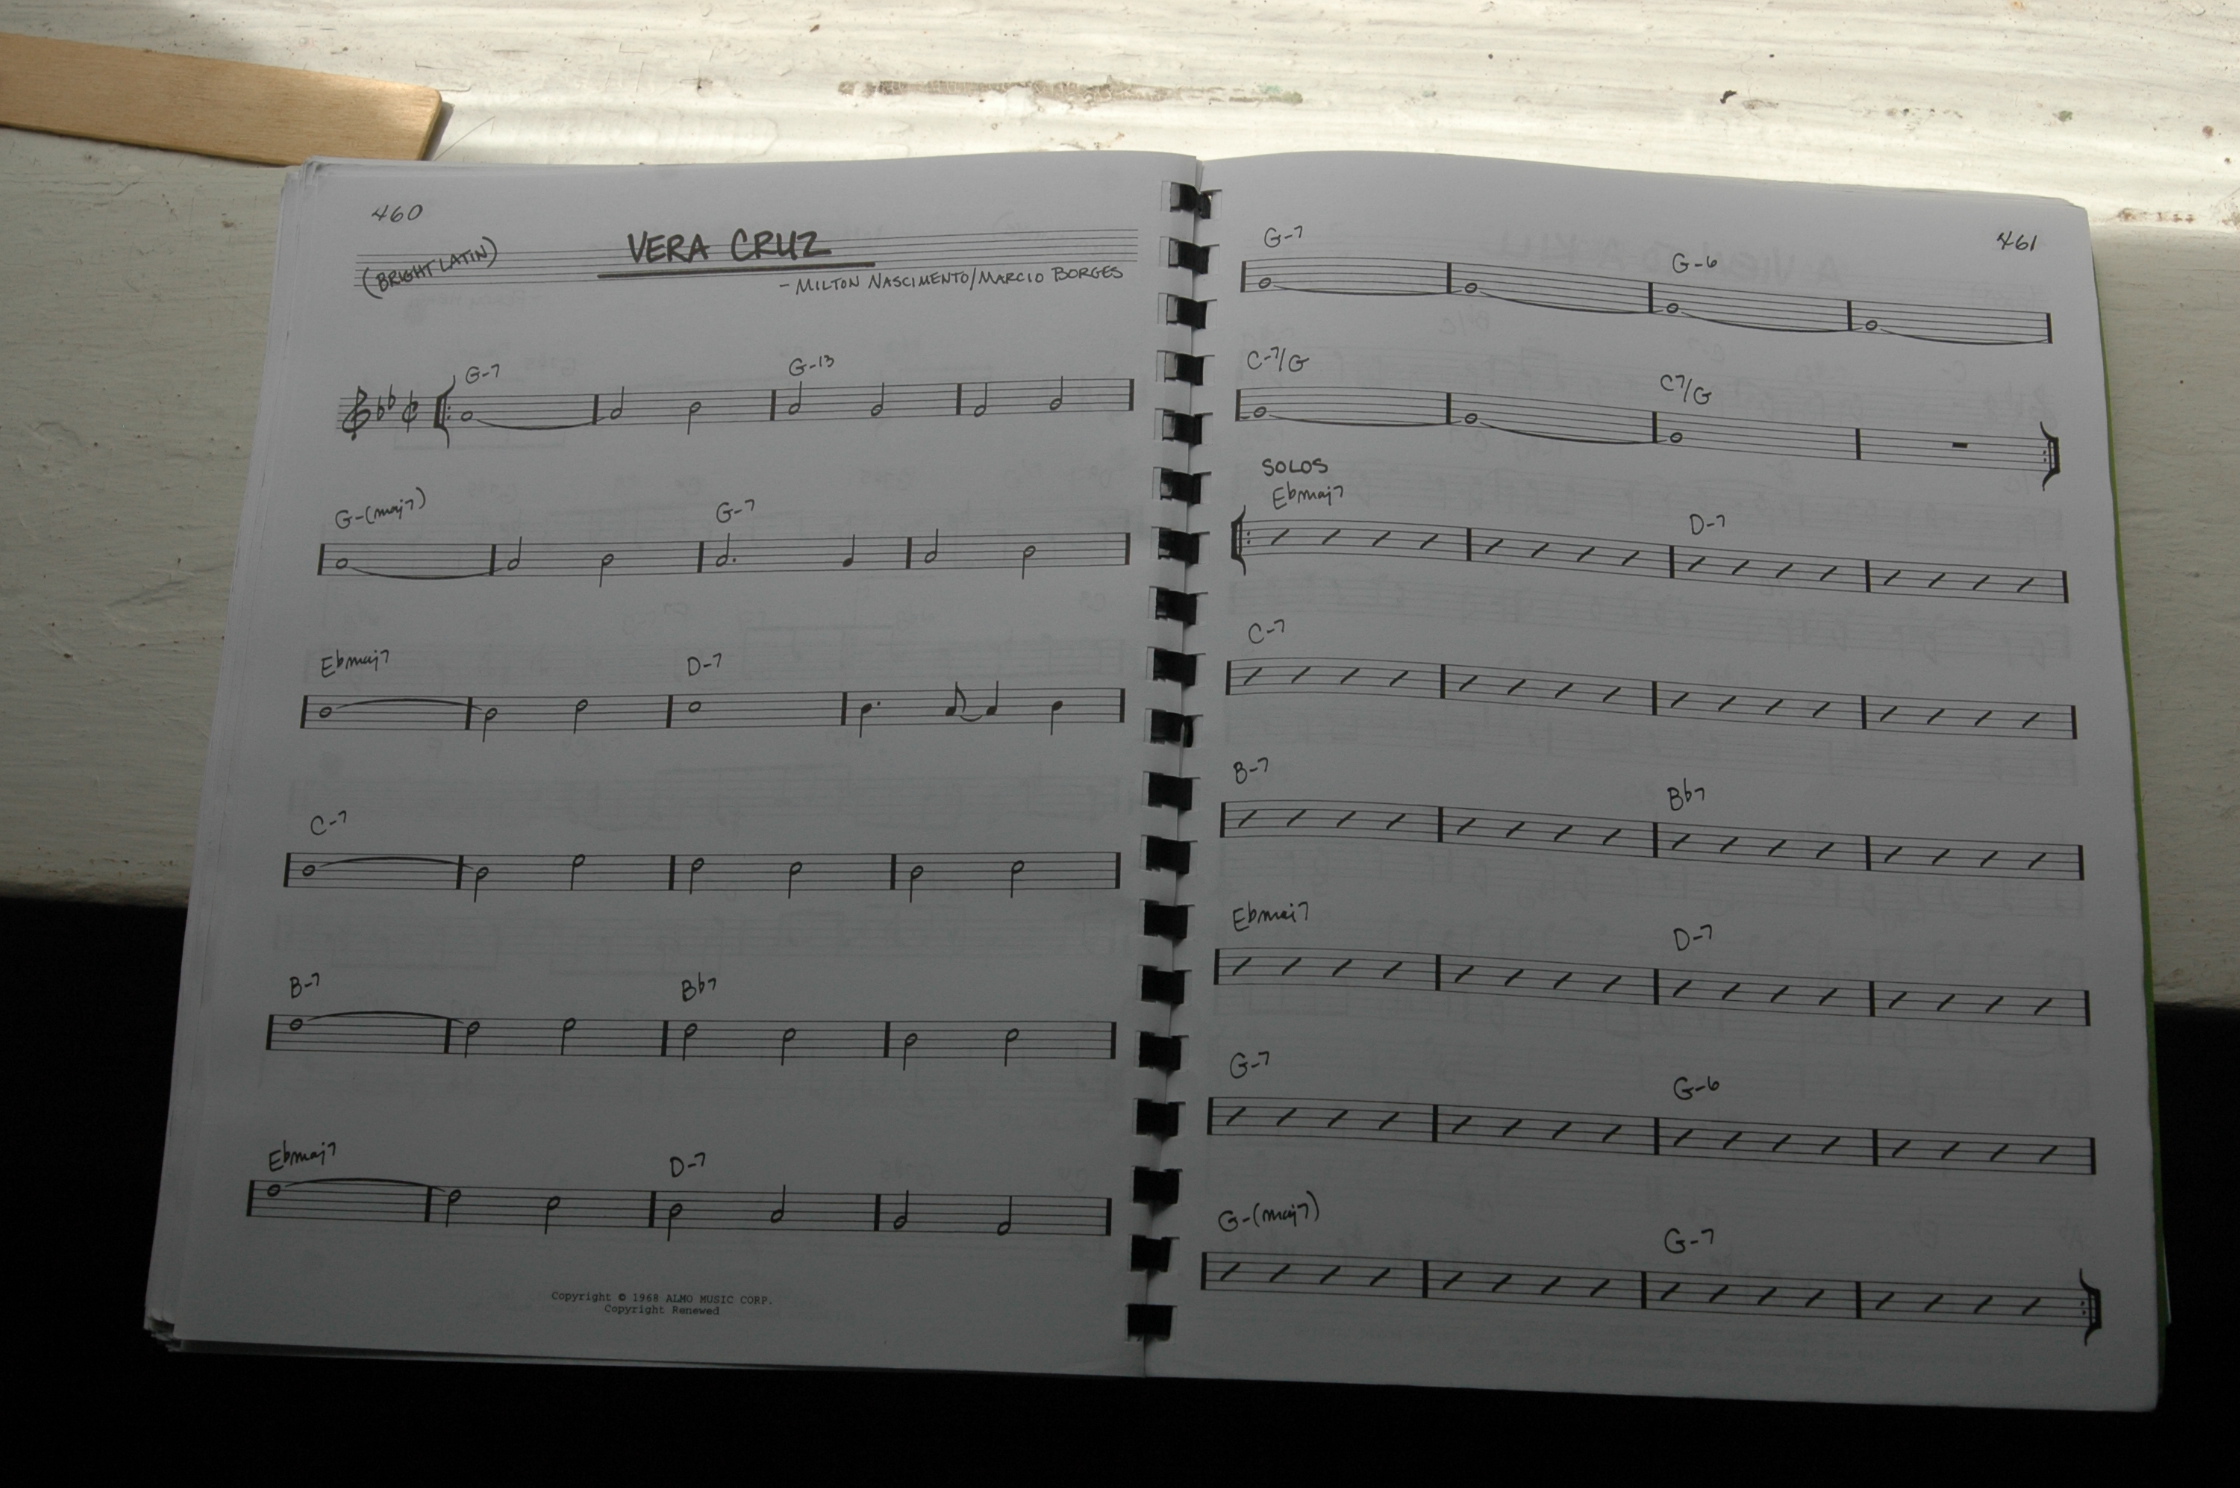 460
VERA CRUZ
(BRIGHT LATIN)
- MILTON NASCIMENTO/MARCIO BORGES
G-7 G-13
G-(maj7) G-7
Ebmaj7 D-7
C-7
B-7 Bb7
Ebmaj7 D-7
Copyright © 1968 ALMO MUSIC CORP.
Copyright Renewed
461
G-7 G-6
C-7/G C7/G
SOLOS
Ebmaj7 D-7
C-7
B-7 Bb7
Ebmaj7 D-7
G-7 G-6
G-(maj7) G-7